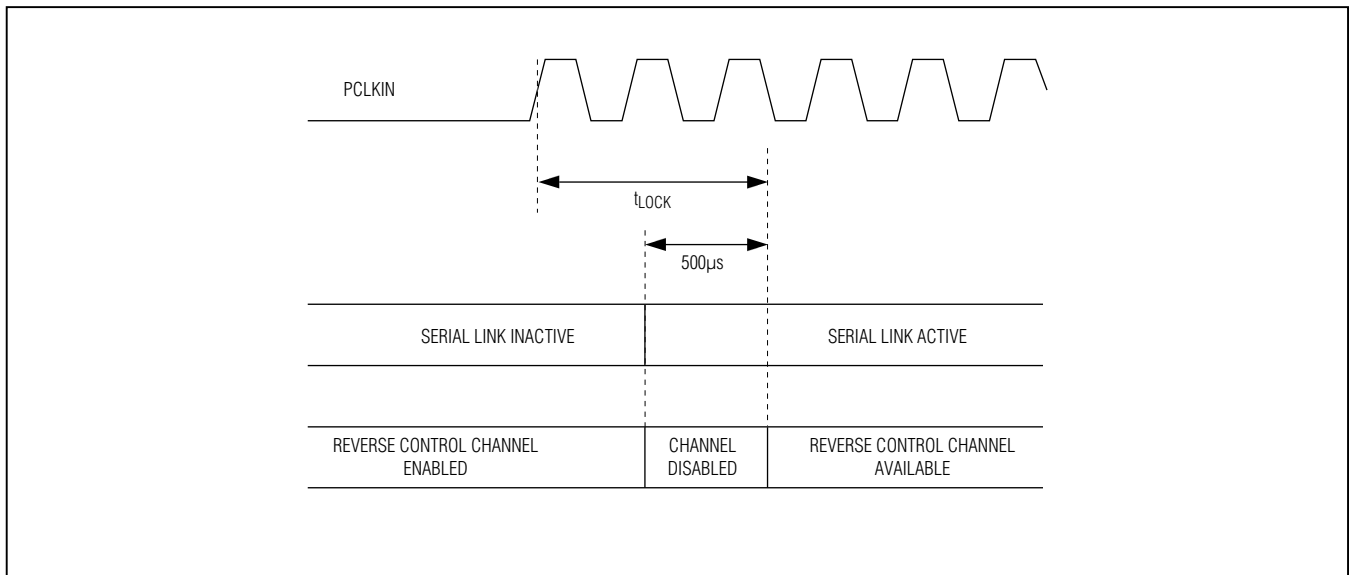 PCLKIN
tLOCK
500µs
SERIAL LINK INACTIVE
SERIAL LINK ACTIVE
REVERSE CONTROL CHANNEL
ENABLED
CHANNEL
DISABLED
REVERSE CONTROL CHANNEL
AVAILABLE